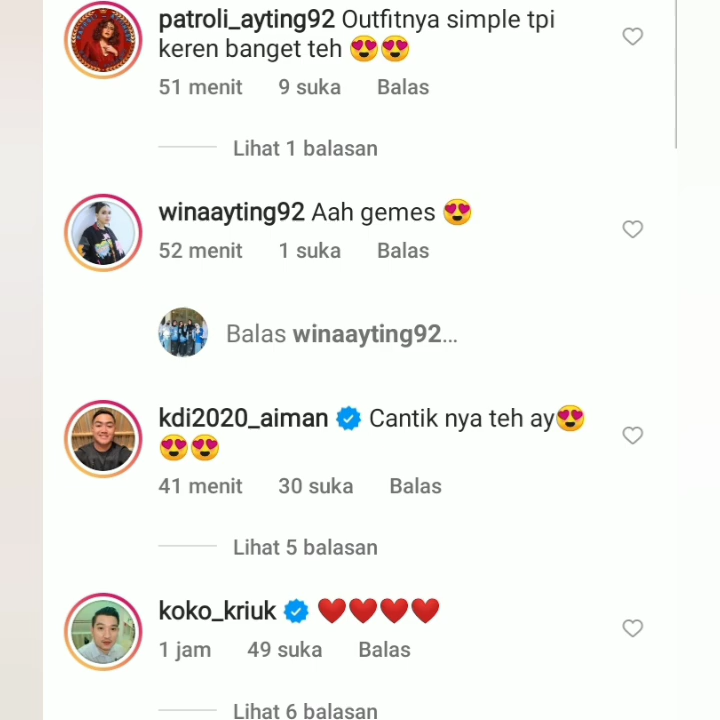 patroli_ayting92 Outfitnya simple tpi
keren banget teh 😍😍
51 menit 9 suka Balas
Lihat 1 balasan
winaayting92 Aah gemes 😍
52 menit 1 suka Balas
Balas winaayting92...
kdi2020_aiman Cantik nya teh ay😍
😍😍
41 menit 30 suka Balas
Lihat 5 balasan
koko_kriuk ❤️❤️❤️❤️
1 jam 49 suka Balas
Lihat 6 balasan